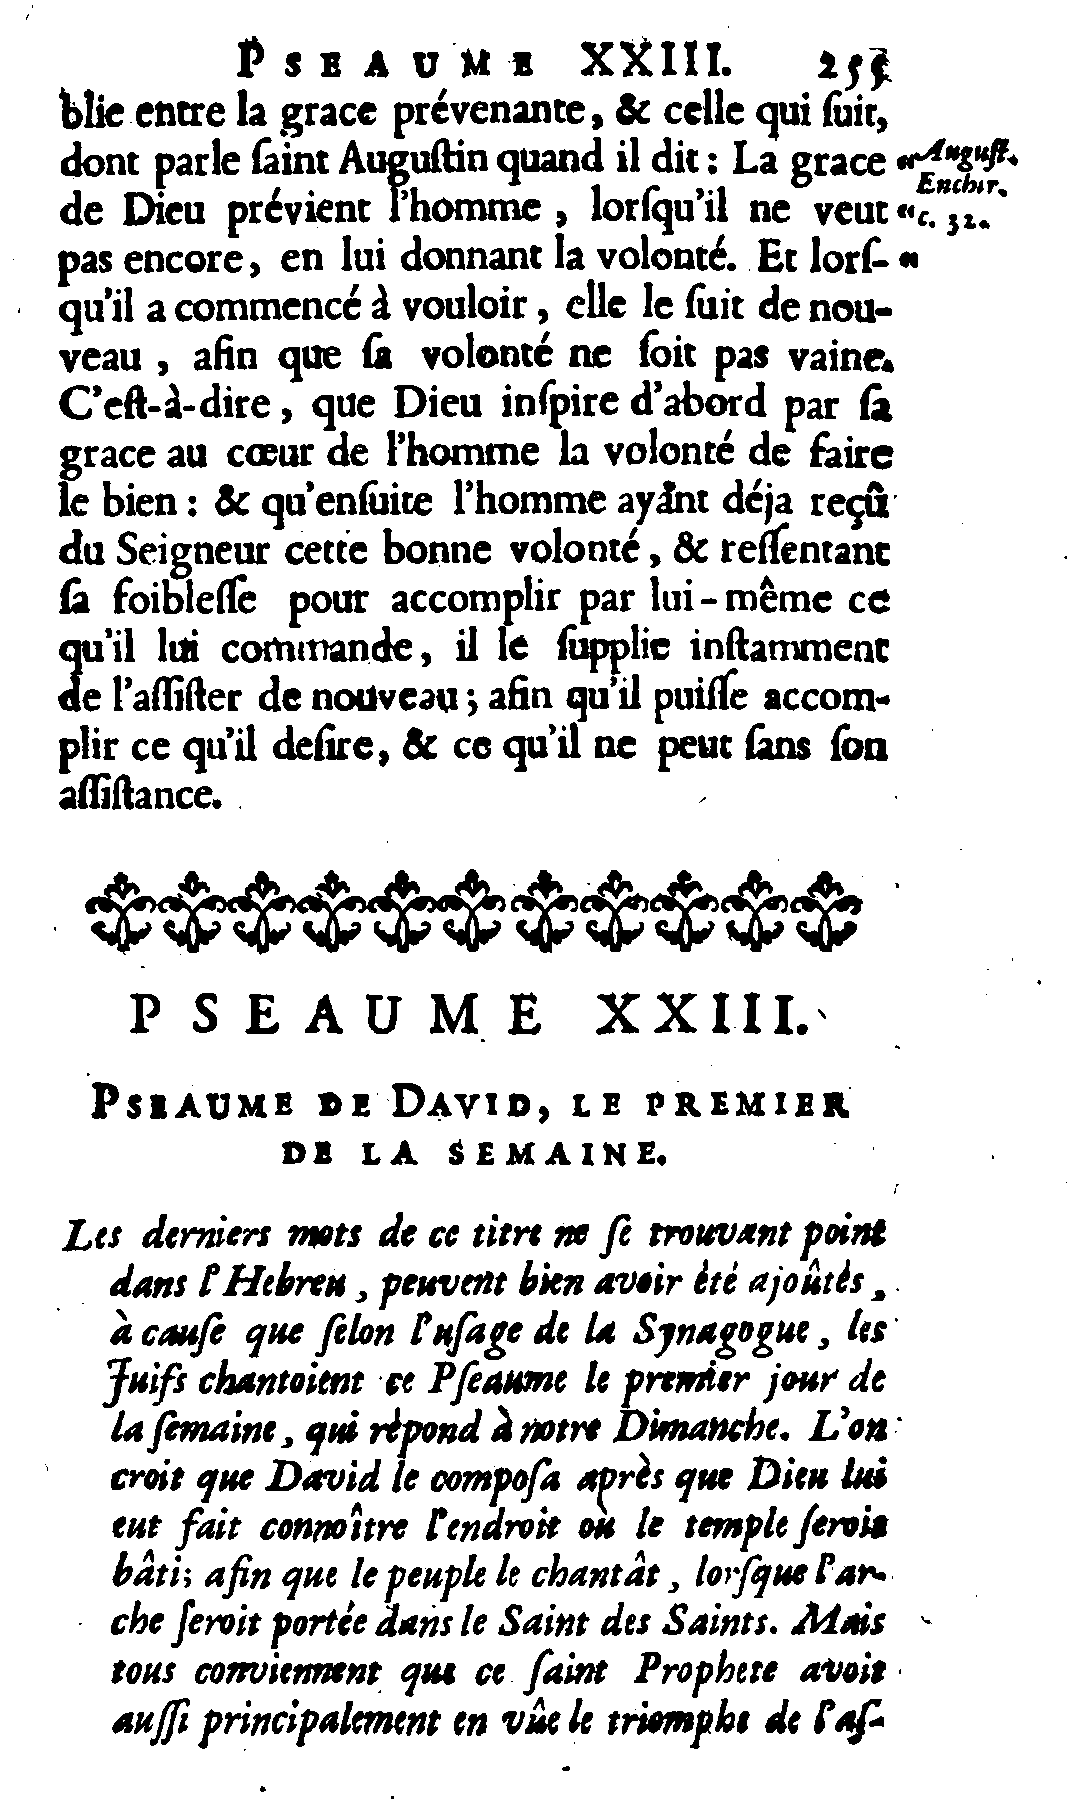 PSEAUME XXIII. 255
blie entre la grace prévenante, & celle qui ſuit,
dont parle ſaint Auguſtin quand il dit : La grace “ Auguſt.
Enchir.
de Dieu prévient l'homme , lorſqu'il ne veut “ c. 32.
pas encore, en lui donnant la volonté. Et lorſ- “
qu'il a commencé à vouloir, elle le ſuit de nou-
veau , afin que ſa volonté ne ſoit pas vaine.
C'eſt-à-dire, que Dieu inſpire d'abord par ſa
grace au cœur de l'homme la volonté de faire
le bien : & qu'enſuite l'homme ayant déja reçû
du Seigneur cette bonne volonté, & reſſentant
ſa foibleſſe pour accomplir par lui-même ce
qu'il lui commande, il le ſupplie inſtamment
de l'aſſiſter de nouveau ; afin qu'il puiſſe accom-
plir ce qu'il deſire, & ce qu'il ne peut ſans ſon
aſſiſtance.
PSEAUME XXIII.
PSEAUME DE DAVID, LE PREMIER
DE LA SEMAINE.
Les derniers mots de ce titre ne ſe trouvant point
dans l'Hebreu, peuvent bien avoir été ajoûtés,
à cauſe que ſelon l'uſage de la Synagogue, les
Juifs chantoient ce Pſeaume le premier jour de
la ſemaine, qui répond à notre Dimanche. L'on
croit que David le compoſa après que Dieu lui
eut fait connoître l'endroit où le temple ſeroit
bâti; afin que le peuple le chantât, lorſque l'ar-
che ſeroit portée dans le Saint des Saints. Mais
tous conviennent que ce ſaint Prophete avoit
auſſi principalement en vûe le triomphe de l'aſ-